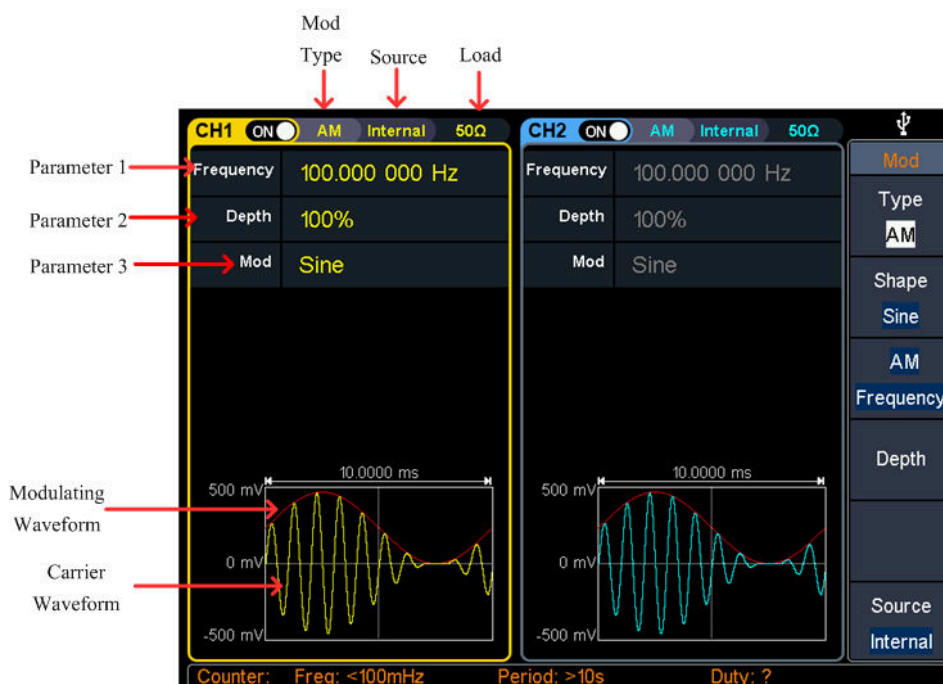 Mod
Type
Source
Load
CH1 ON AM Internal 50Ω
CH2 ON AM Internal 50Ω
Parameter 1
Frequency 100.000 000 Hz
Frequency 100.000 000 Hz
Parameter 2
Depth 100%
Depth 100%
Parameter 3
Mod Sine
Mod Sine
Mod
Type
AM
Shape
Sine
AM
Frequency
Depth
Source
Internal
10.0000 ms
500 mV
0 mV
-500 mV
10.0000 ms
500 mV
0 mV
-500 mV
Modulating
Waveform
Carrier
Waveform
Counter: Freq: <100mHz Period: >10s Duty: ?